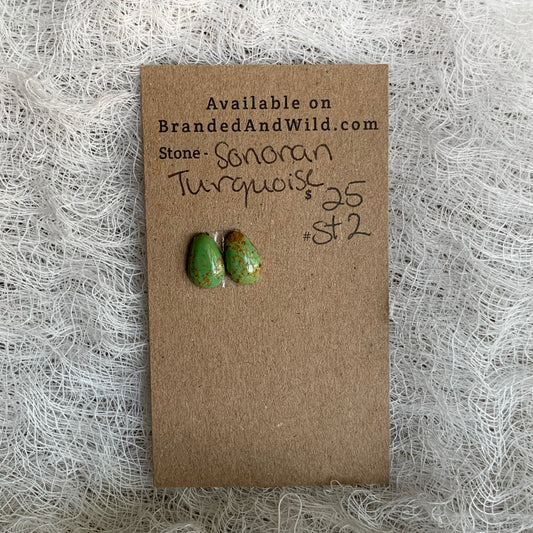 Available on
BrandedAndWild.com
Stone- Sonoran
Turquoise
$25
#St2